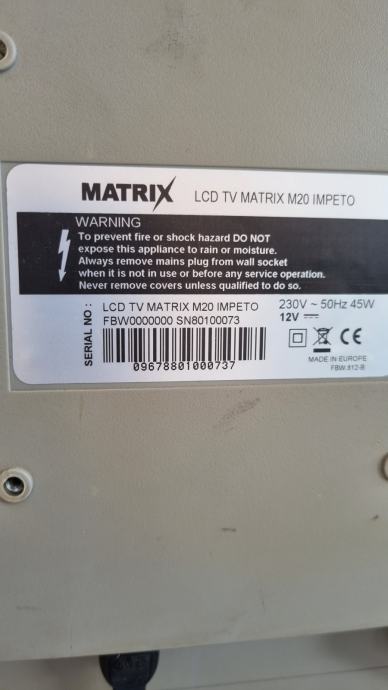 MATRIX LCD TV MATRIX M20 IMPETO
WARNING
To prevent fire or shock hazard DO NOT
expose this appliance to rain or moisture.
Always remove mains plug from wall socket
when it is not in use or before any service operation.
Never remove covers unless qualified to do so.
SERIAL NO :
LCD TV MATRIX M20 IMPETO
FBW0000000 SN80100073
09678801000737
230V ~ 50Hz 45W
12V ⎓
CE
MADE IN EUROPE
FBW.812-B